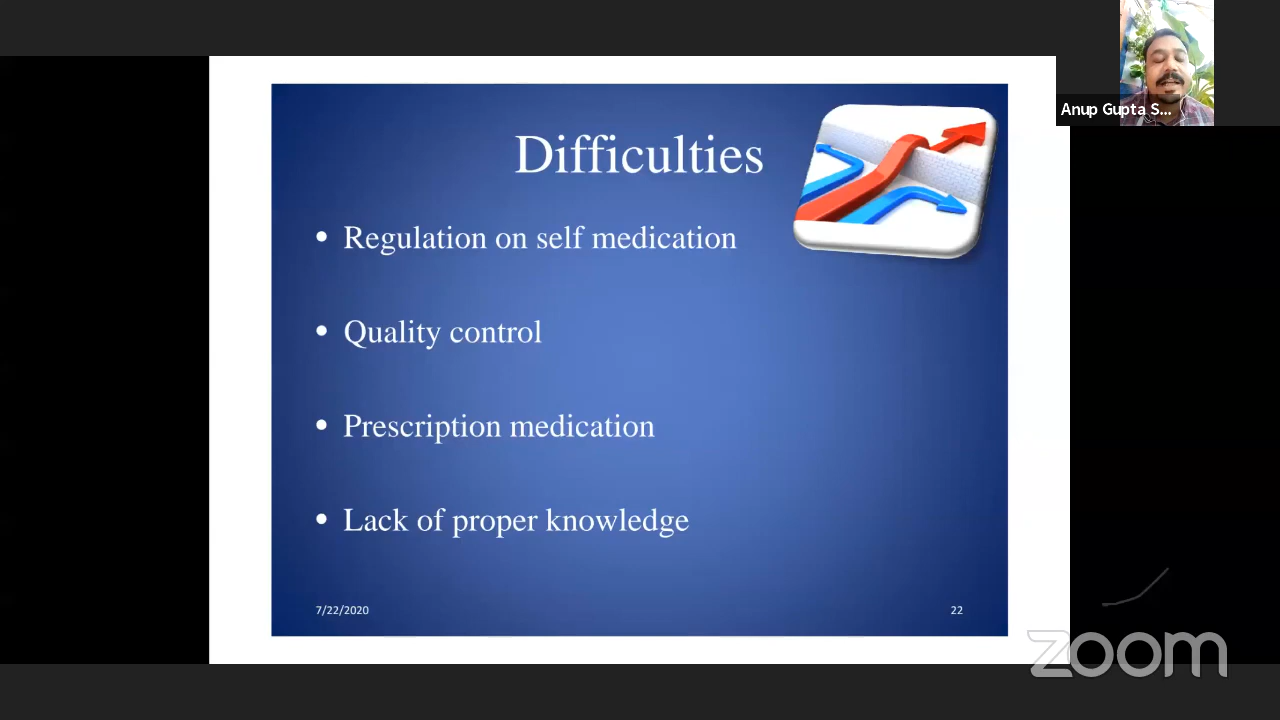 Anup Gupta S...
Difficulties
• Regulation on self medication
• Quality control
• Prescription medication
• Lack of proper knowledge
7/22/2020
22
zoom